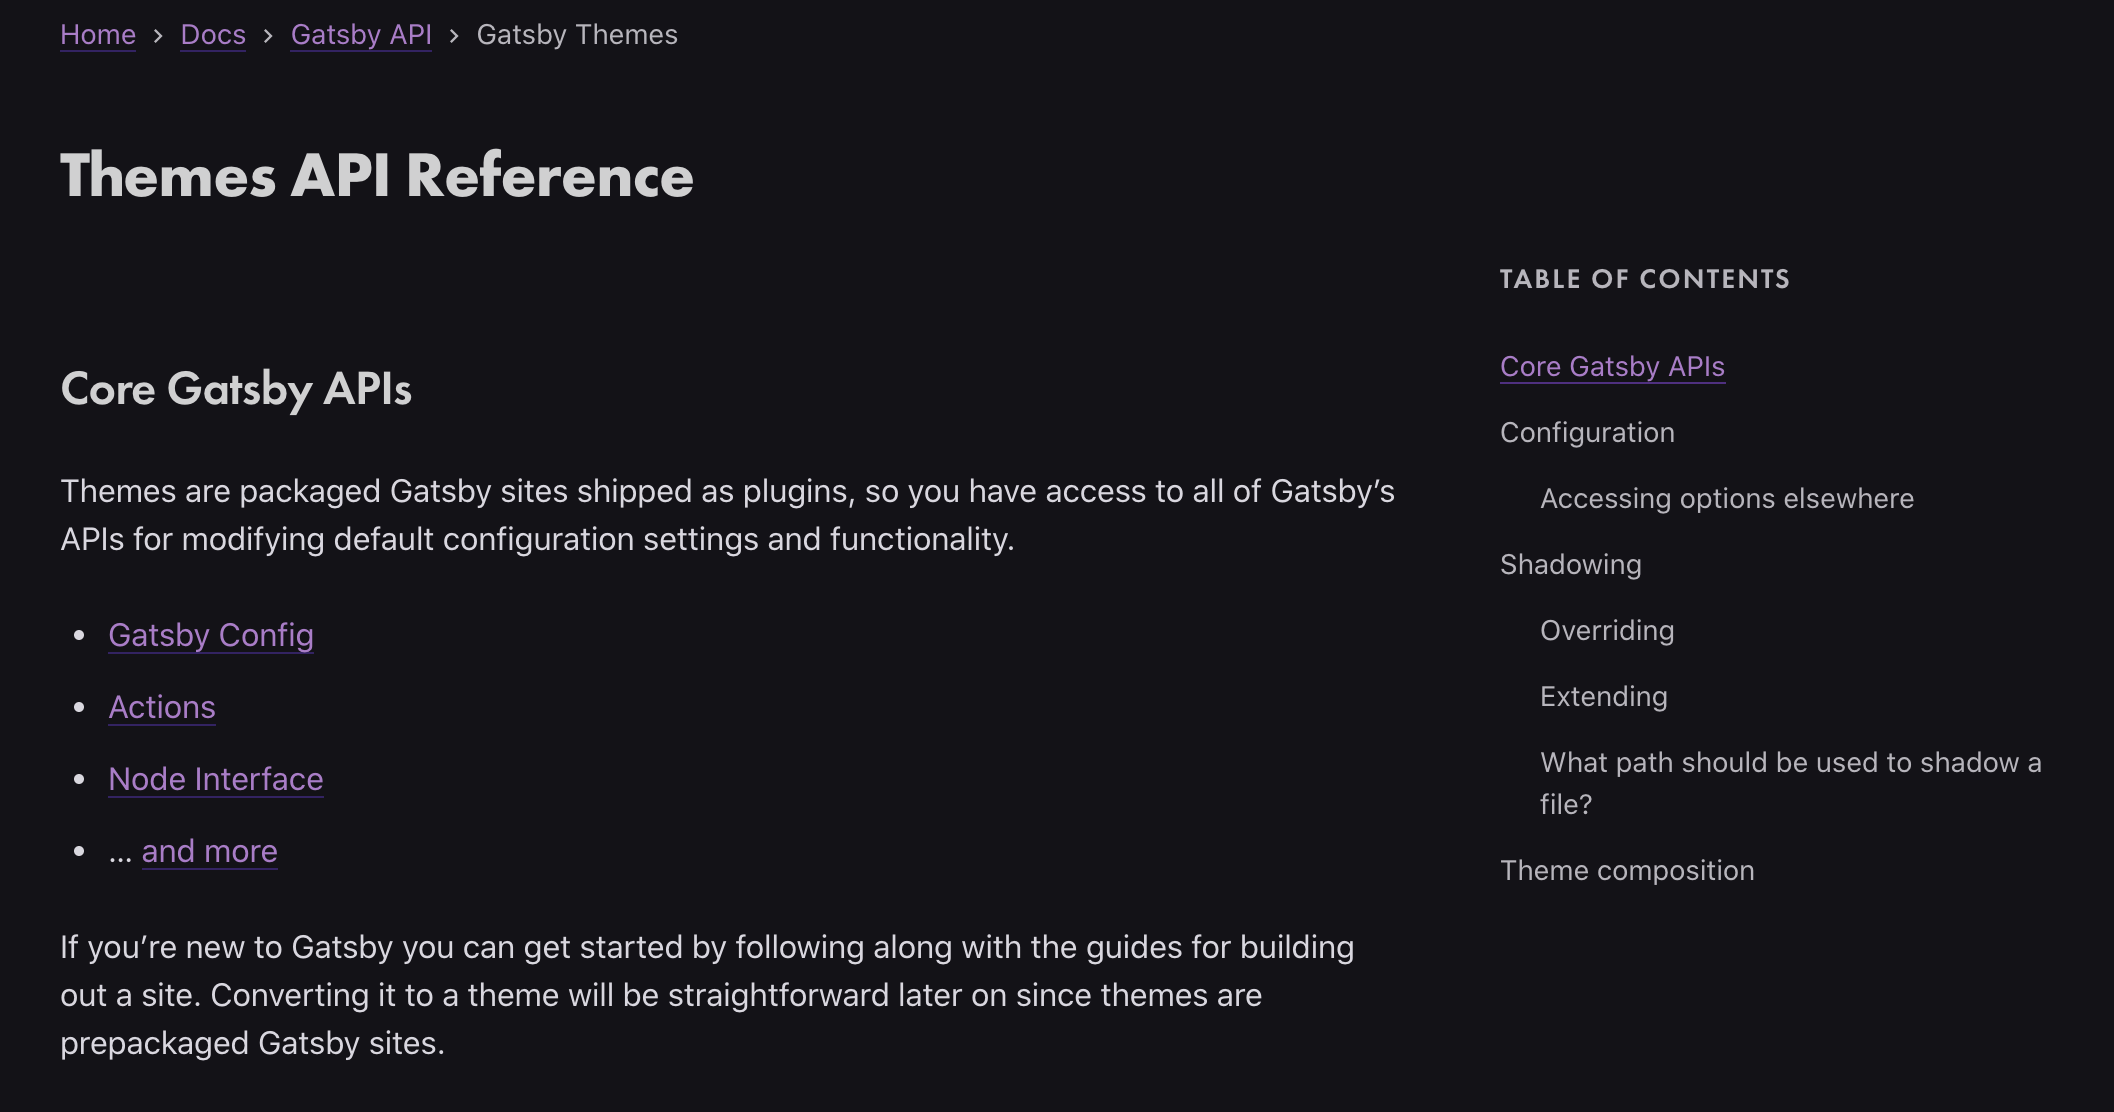 Home › Docs › Gatsby API › Gatsby Themes
Themes API Reference
Core Gatsby APIs
Themes are packaged Gatsby sites shipped as plugins, so you have access to all of Gatsby’s
APIs for modifying default configuration settings and functionality.
• Gatsby Config
• Actions
• Node Interface
• ... and more
If you’re new to Gatsby you can get started by following along with the guides for building
out a site. Converting it to a theme will be straightforward later on since themes are
prepackaged Gatsby sites.
TABLE OF CONTENTS
Core Gatsby APIs
Configuration
Accessing options elsewhere
Shadowing
Overriding
Extending
What path should be used to shadow a
file?
Theme composition